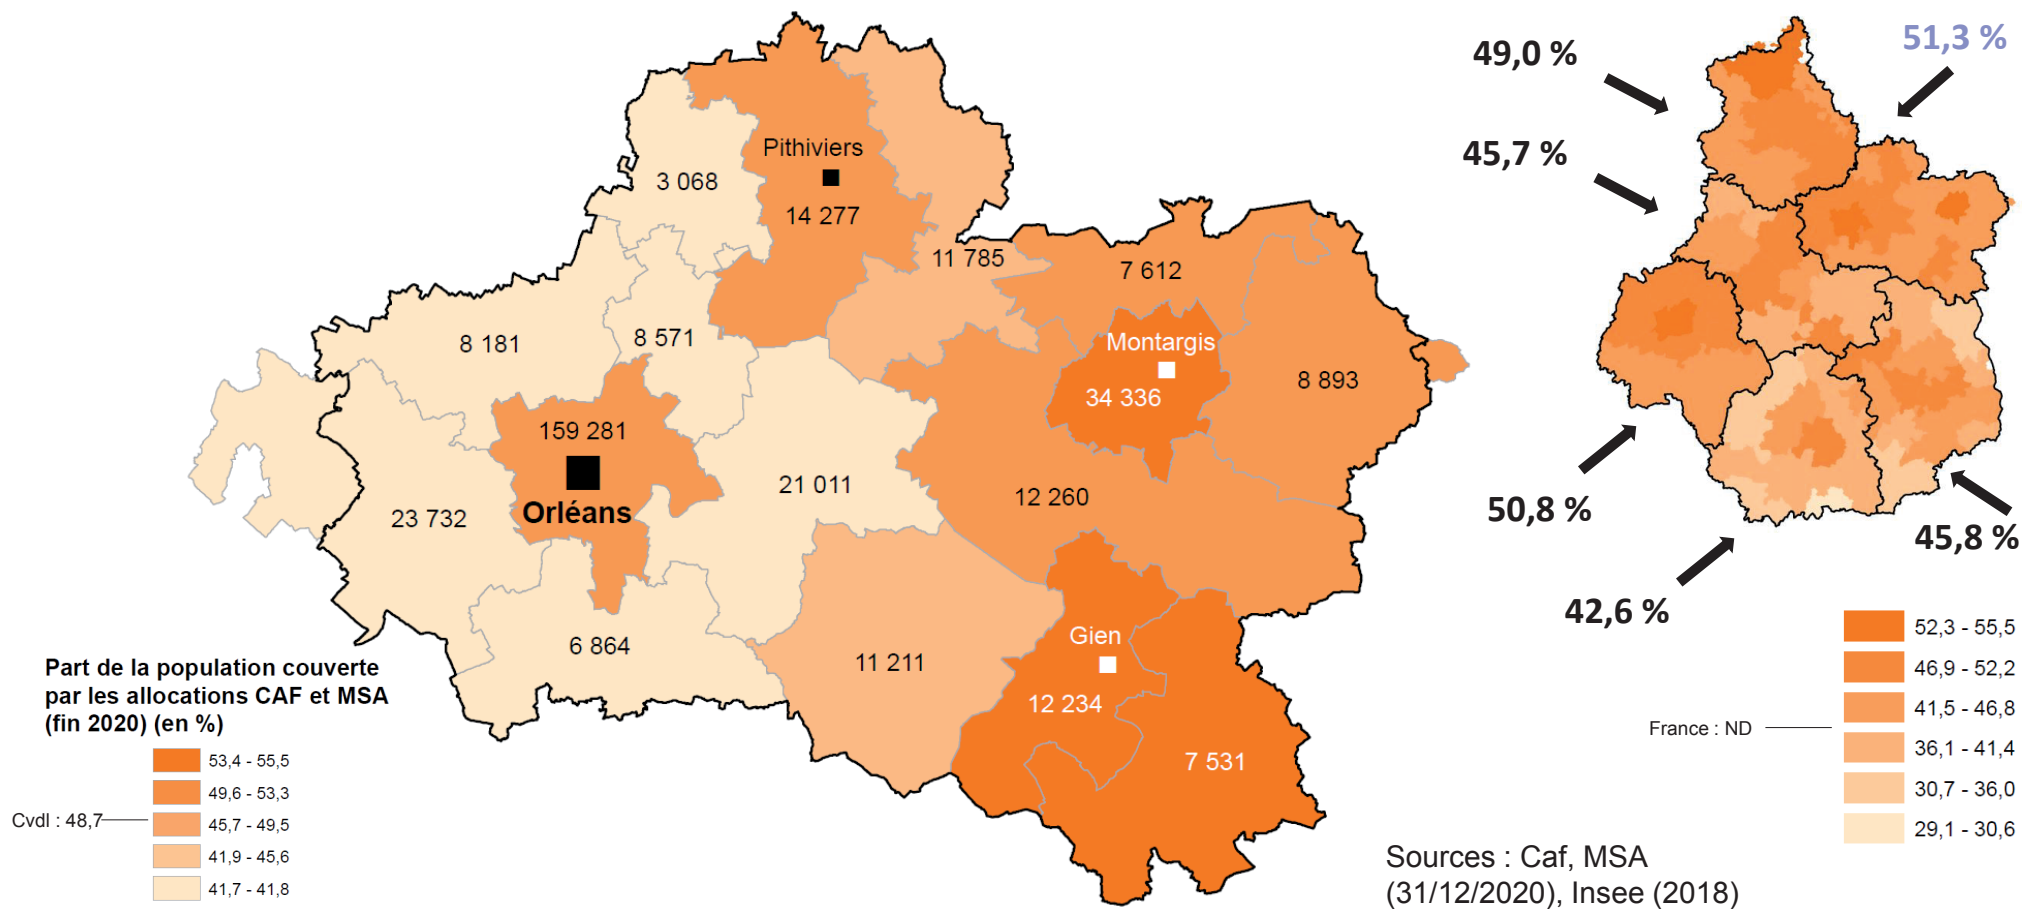 49,0 %
51,3 %
45,7 %
Pithiviers
3 068
14 277
11 785
7 612
8 181
8 571
Montargis
34 336
8 893
159 281
Orléans
21 011
12 260
23 732
50,8 %
45,8 %
42,6 %
Gien
6 864
11 211
12 234
7 531
Part de la population couverte
par les allocations CAF et MSA
(fin 2020) (en %)
53,4 - 55,5
49,6 - 53,3
Cvdl : 48,7
45,7 - 49,5
41,9 - 45,6
41,7 - 41,8
52,3 - 55,5
46,9 - 52,2
41,5 - 46,8
France : ND
36,1 - 41,4
30,7 - 36,0
29,1 - 30,6
Sources : Caf, MSA
(31/12/2020), Insee (2018)